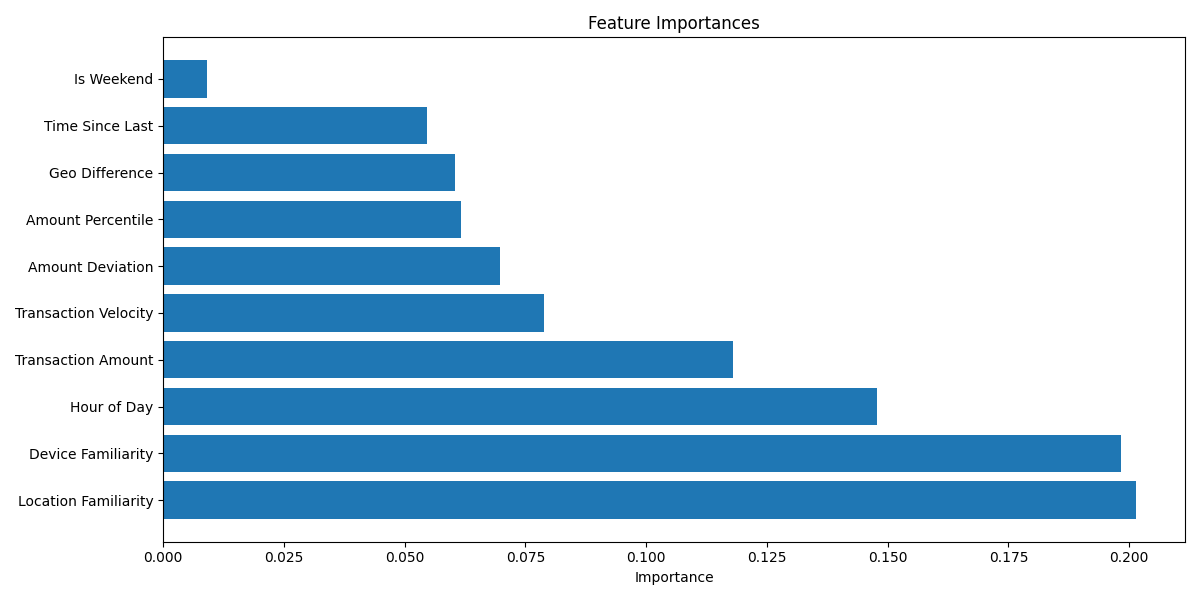 Feature Importances
Is Weekend
Time Since Last
Geo Difference
Amount Percentile
Amount Deviation
Transaction Velocity
Transaction Amount
Hour of Day
Device Familiarity
Location Familiarity
0.000 0.025 0.050 0.075 0.100 0.125 0.150 0.175 0.200
Importance